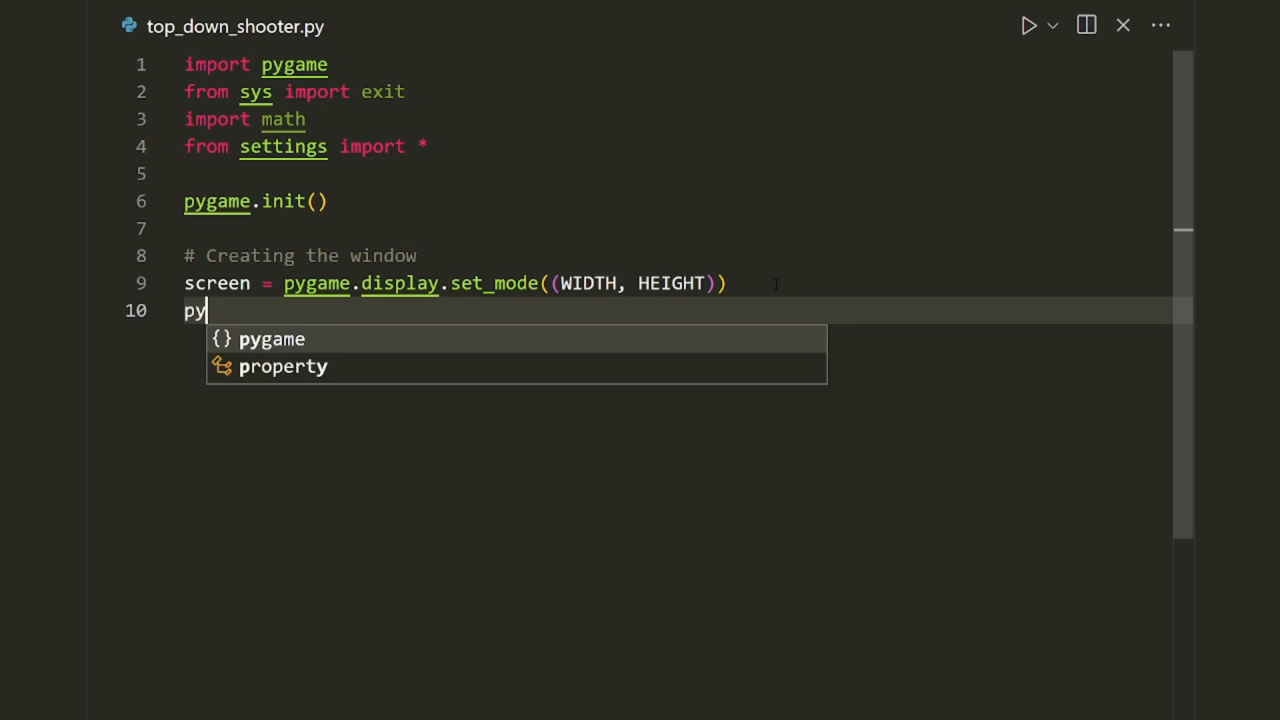 top_down_shooter.py
1 import pygame
2 from sys import exit
3 import math
4 from settings import *
5
6 pygame.init()
7
8 # Creating the window
9 screen = pygame.display.set_mode((WIDTH, HEIGHT))
10 py
{} pygame
property